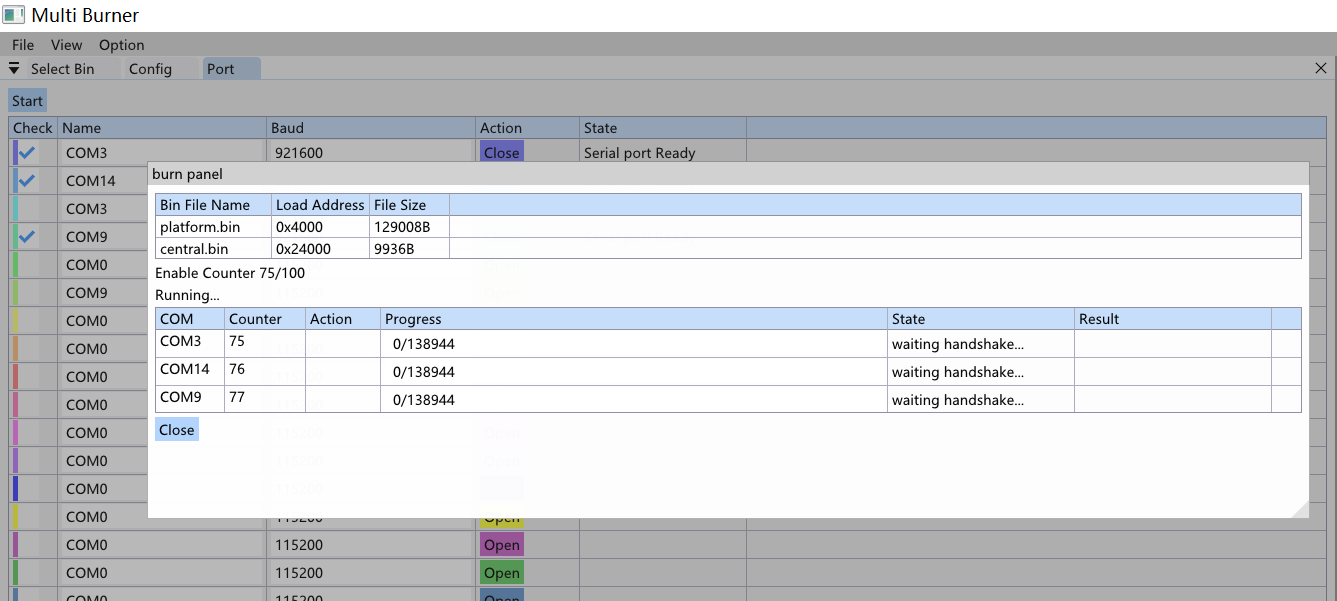 Multi Burner
File View Option
Select Bin Config Port
Start
Check Name Baud Action State
COM3 921600 Close Serial port Ready
COM14
COM3
COM9
COM0
COM9
COM0
COM0
COM0
COM0
COM0
COM0
COM0
burn panel
Bin File Name Load Address File Size
platform.bin 0x4000 129008B
central.bin 0x24000 9936B
Enable Counter 75/100
Running...
COM Counter Action Progress State Result
COM3 75 0/138944 waiting handshake...
COM14 76 0/138944 waiting handshake...
COM9 77 0/138944 waiting handshake...
Close
COM0 115200 Open
COM0 115200 Open
COM0 115200 Open
COM0 115200 Open